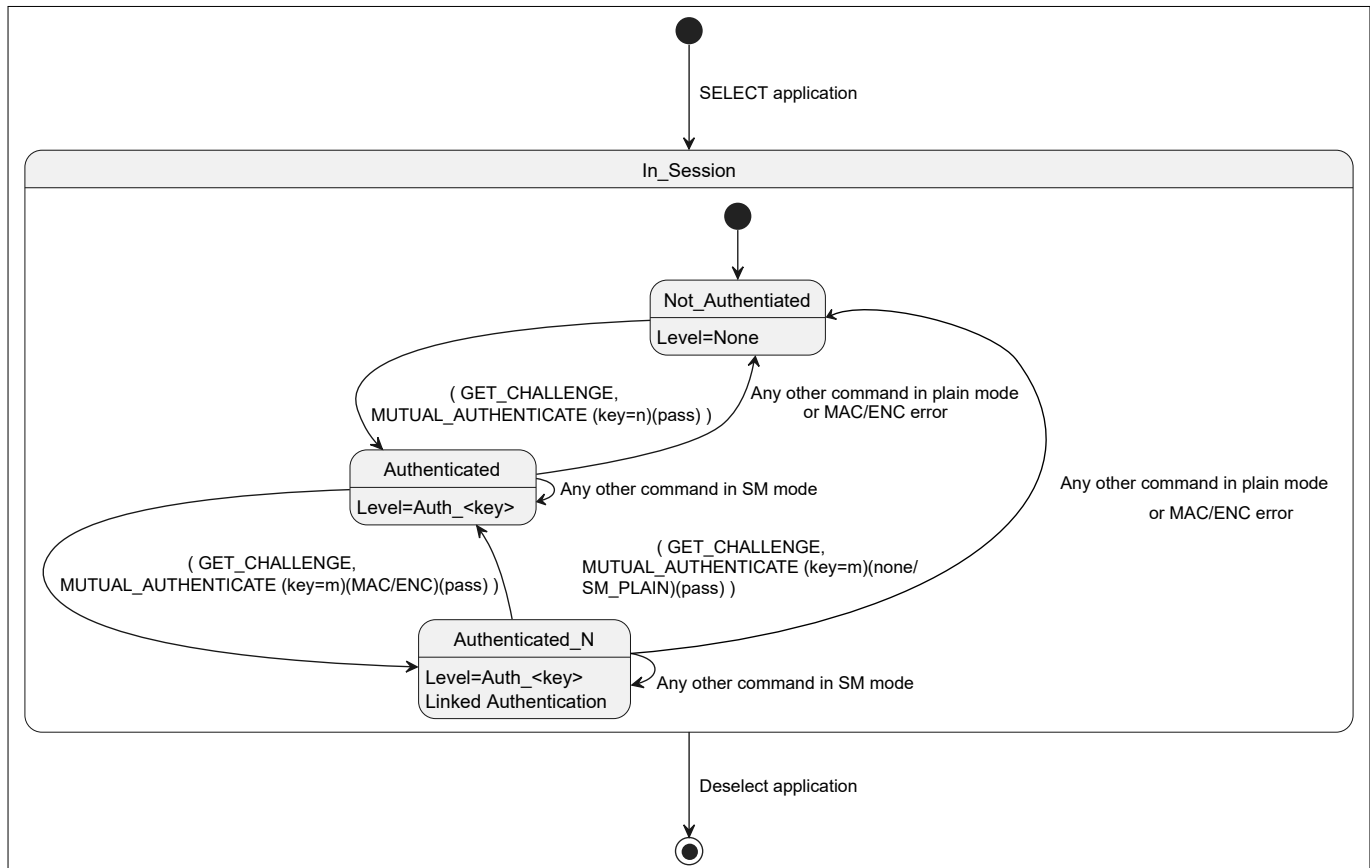 SELECT application
In_Session
Not_Authentiated
Level=None
( GET_CHALLENGE,
MUTUAL_AUTHENTICATE (key=n)(pass) )
Any other command in plain mode
or MAC/ENC error
Authenticated
Level=Auth_<key>
Any other command in SM mode
Any other command in plain mode
or MAC/ENC error
( GET_CHALLENGE,
MUTUAL_AUTHENTICATE (key=m)(MAC/ENC)(pass) )
( GET_CHALLENGE,
MUTUAL_AUTHENTICATE (key=m)(none/
SM_PLAIN)(pass) )
Authenticated_N
Level=Auth_<key>
Linked Authentication
Any other command in SM mode
Deselect application